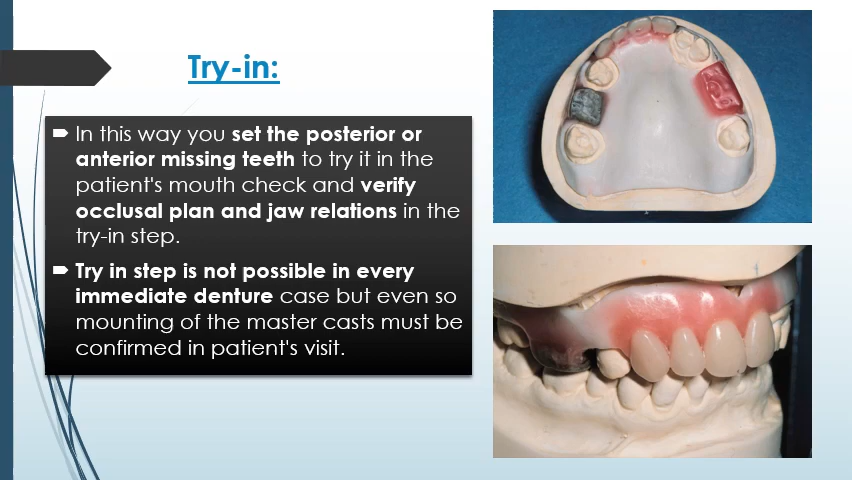 Try-in:
In this way you set the posterior or
anterior missing teeth to try it in the
patient's mouth check and verify
occlusal plan and jaw relations in the
try-in step.
Try in step is not possible in every
immediate denture case but even so
mounting of the master casts must be
confirmed in patient's visit.